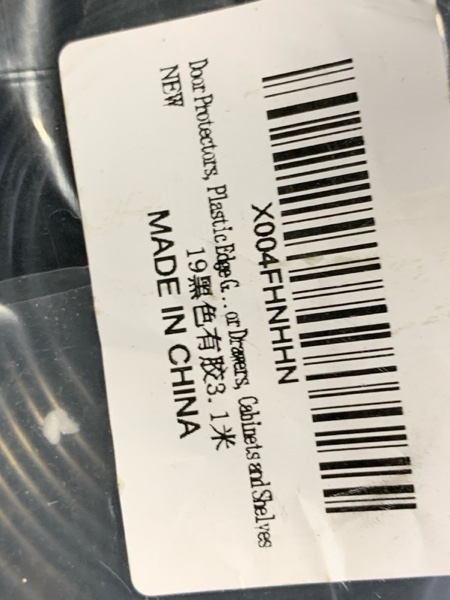 X004FHNHHN
Door Protectors, Plastic Edge G... or Drawers, Cabinets and Shelves
NEW
19黑色有胶3.1米
MADE IN CHINA